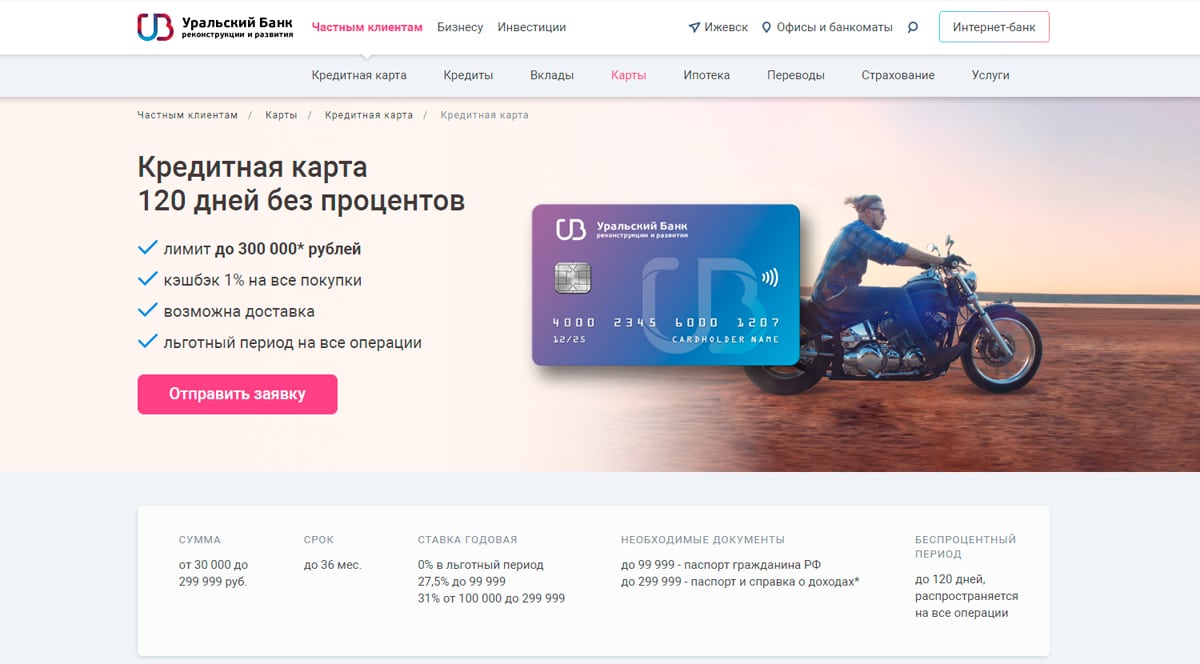 Уральский Банк
реконструкции и развития
Частным клиентам
Бизнесу
Инвестиции
Ижевск
Офисы и банкоматы
Интернет-банк
Кредитная карта
Кредиты
Вклады
Карты
Ипотека
Переводы
Страхование
Услуги
Частным клиентам / Карты / Кредитная карта / Кредитная карта
Кредитная карта
120 дней без процентов
лимит до 300 000* рублей
кэшбэк 1% на все покупки
возможна доставка
льготный период на все операции
Отправить заявку
UB
Уральский Банк
реконструкции и развития
4000 2345 6000 1207
12/25
CARDHOLDER NAME
СУММА
от 30 000 до
299 999 руб.
СРОК
до 36 мес.
СТАВКА ГОДОВАЯ
0% в льготный период
27,5% до 99 999
31% от 100 000 до 299 999
НЕОБХОДИМЫЕ ДОКУМЕНТЫ
до 99 999 - паспорт гражданина РФ
до 299 999 - паспорт и справка о доходах*
БЕСПРОЦЕНТНЫЙ
ПЕРИОД
до 120 дней,
распространяется
на все операции